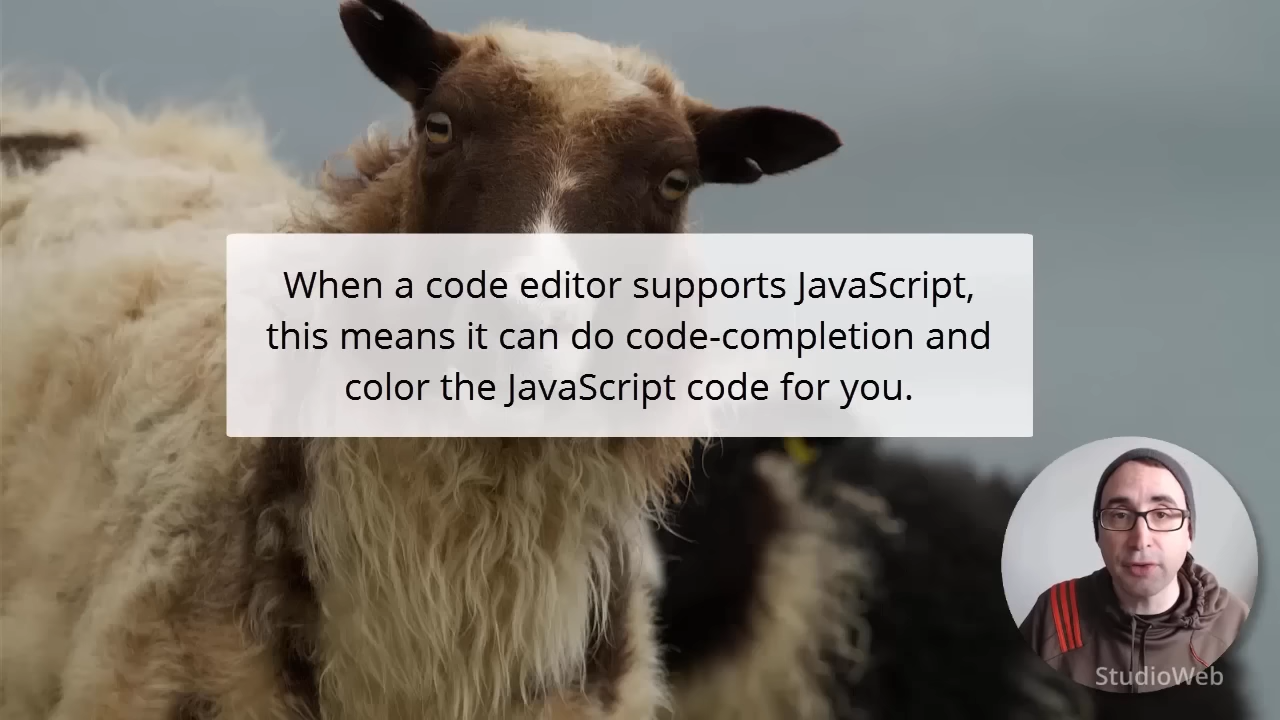 When a code editor supports JavaScript,
this means it can do code-completion and
color the JavaScript code for you.
StudioWeb